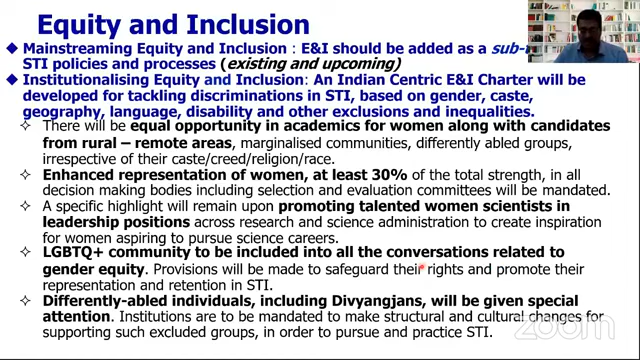 Equity and Inclusion
❖ Mainstreaming Equity and Inclusion : E&I should be added as a sub-
STI policies and processes (existing and upcoming)
❖ Institutionalising Equity and Inclusion: An Indian Centric E&I Charter will be
developed for tackling discriminations in STI, based on gender, caste,
geography, language, disability and other exclusions and inequalities.
✧ There will be equal opportunity in academics for women along with candidates
from rural – remote areas, marginalised communities, differently abled groups,
irrespective of their caste/creed/religion/race.
✧ Enhanced representation of women, at least 30% of the total strength, in all
decision making bodies including selection and evaluation committees will be mandated.
✧ A specific highlight will remain upon promoting talented women scientists in
leadership positions across research and science administration to create inspiration
for women aspiring to pursue science careers.
✧ LGBTQ+ community to be included into all the conversations related to
gender equity. Provisions will be made to safeguard their rights and promote their
representation and retention in STI.
✧ Differently-abled individuals, including Divyangjans, will be given special
attention. Institutions are to be mandated to make structural and cultural changes for
supporting such excluded groups, in order to pursue and practice STI.
zoom